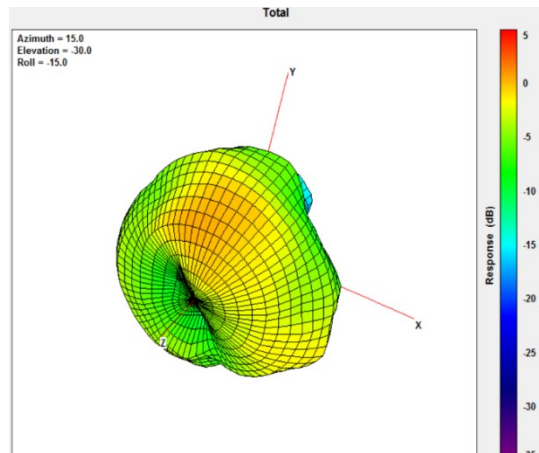 Total
Azimuth = 15.0
Elevation = -30.0
Roll = -15.0
Y
X
Z
5
0
-5
-10
-15
-20
-25
-30
-35
Response (dB)